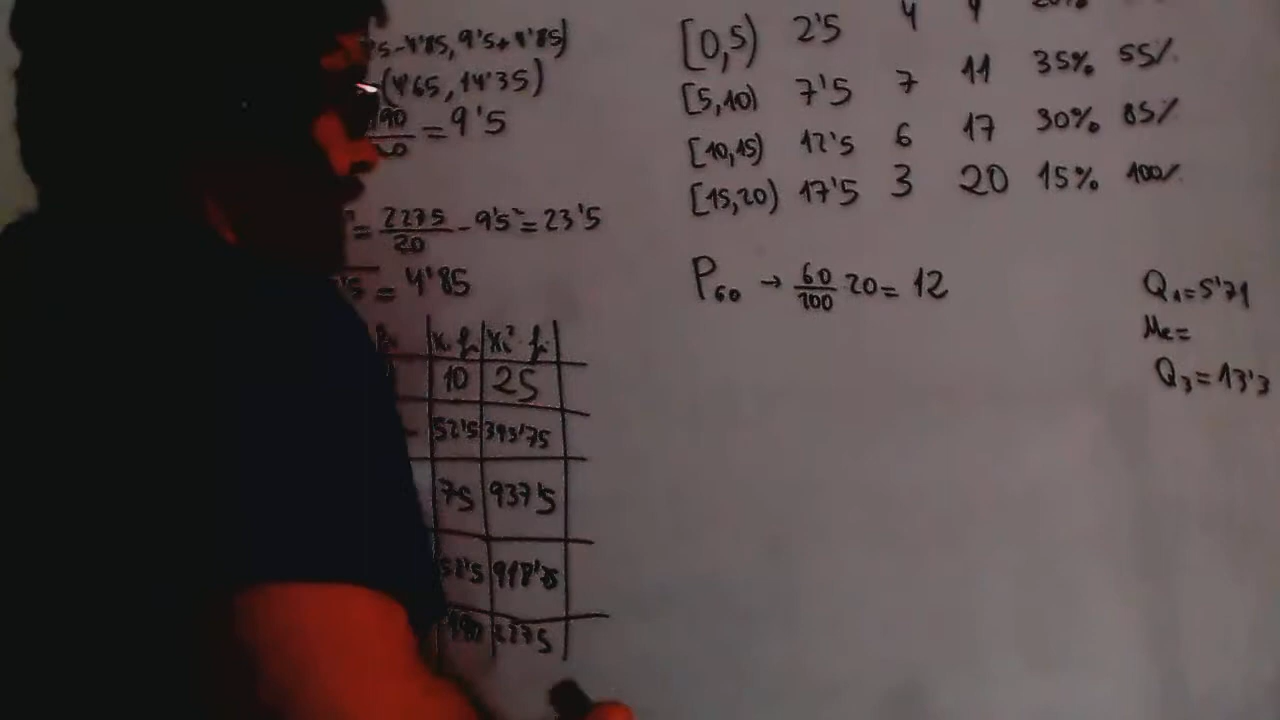 5-4'85, 9'5+4'85)
(4'65, 14'35)
190 = 9'5
= 2275/20 - 9'5² = 23'5
= 4'85
xi·fi xi²·fi
10 25
52'5 393'75
75 937'5
52'5 918'75
190 2275
[0,5) 2'5 4 4 20%
[5,10) 7'5 7 11 35% 55%
[10,15) 12'5 6 17 30% 85%
[15,20) 17'5 3 20 15% 100%
P60 → 60/100 · 20 = 12
Q1 = 5'71
Me =
Q3 = 13'3